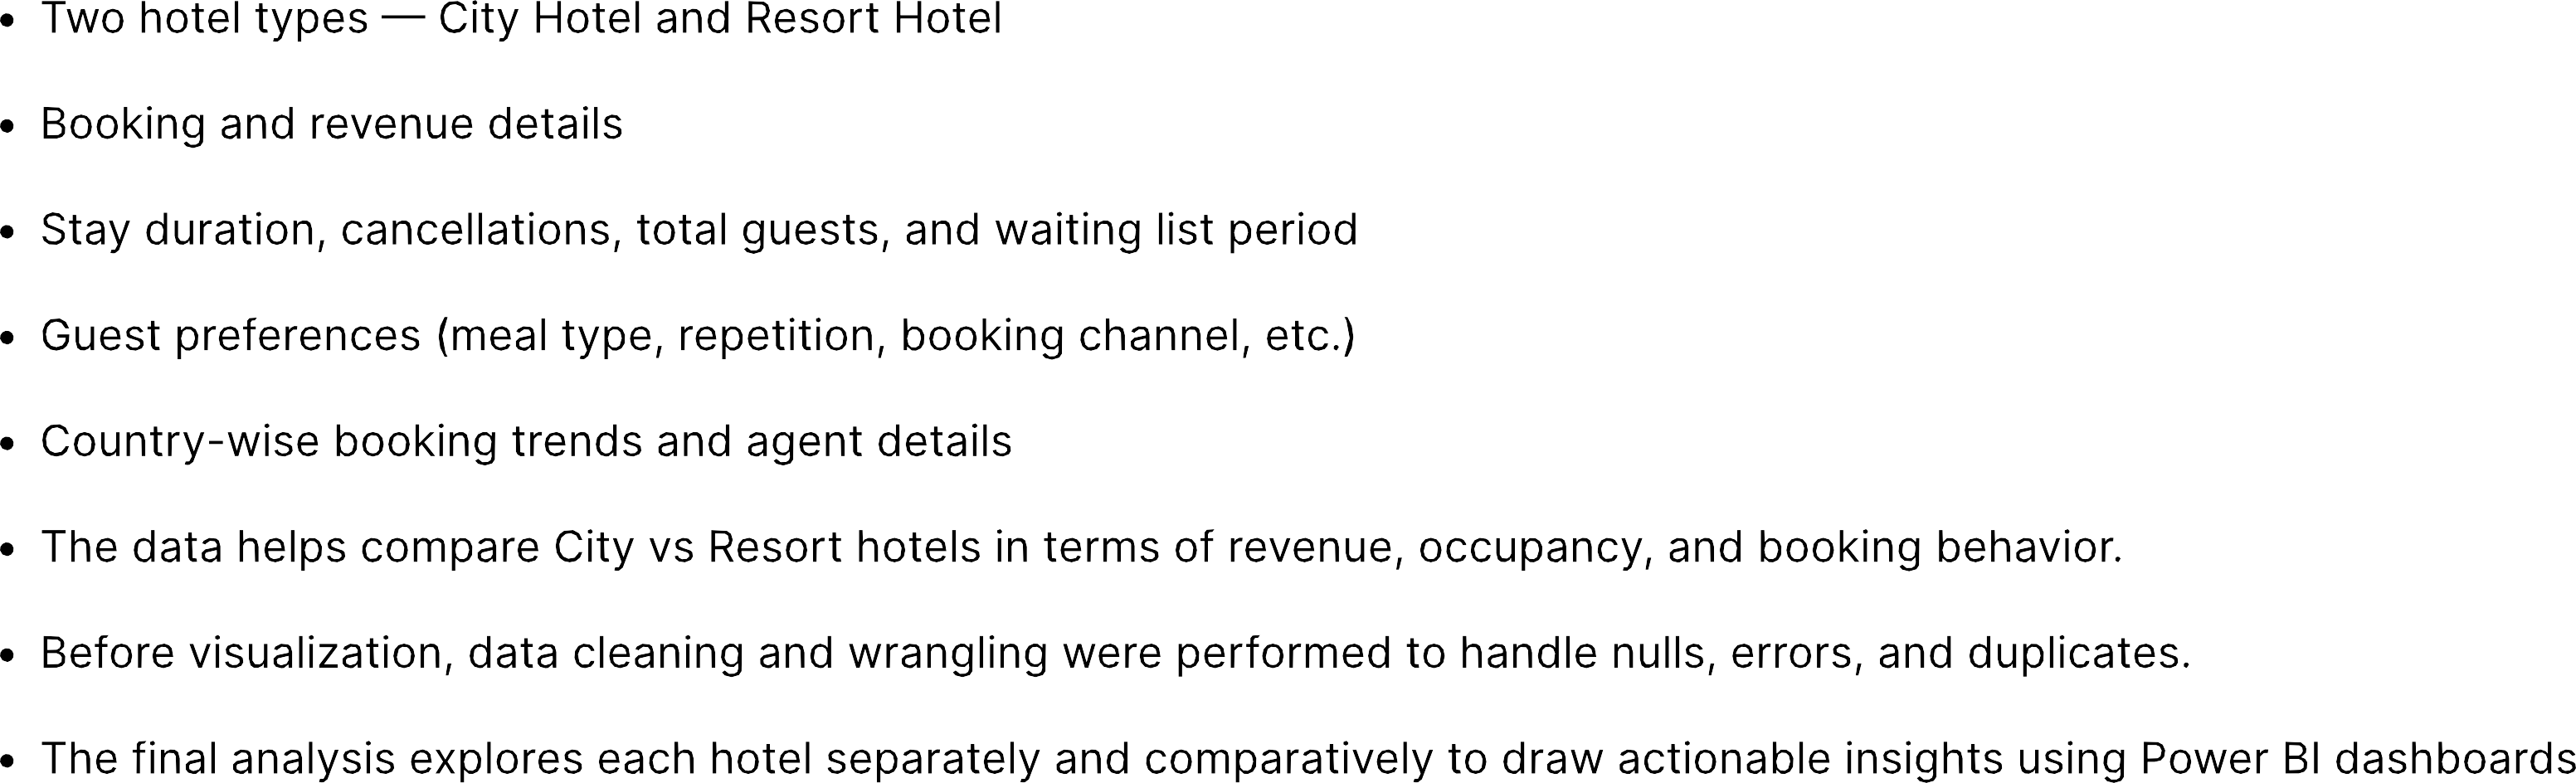 • Two hotel types — City Hotel and Resort Hotel
• Booking and revenue details
• Stay duration, cancellations, total guests, and waiting list period
• Guest preferences (meal type, repetition, booking channel, etc.)
• Country-wise booking trends and agent details
• The data helps compare City vs Resort hotels in terms of revenue, occupancy, and booking behavior.
• Before visualization, data cleaning and wrangling were performed to handle nulls, errors, and duplicates.
• The final analysis explores each hotel separately and comparatively to draw actionable insights using Power BI dashboards